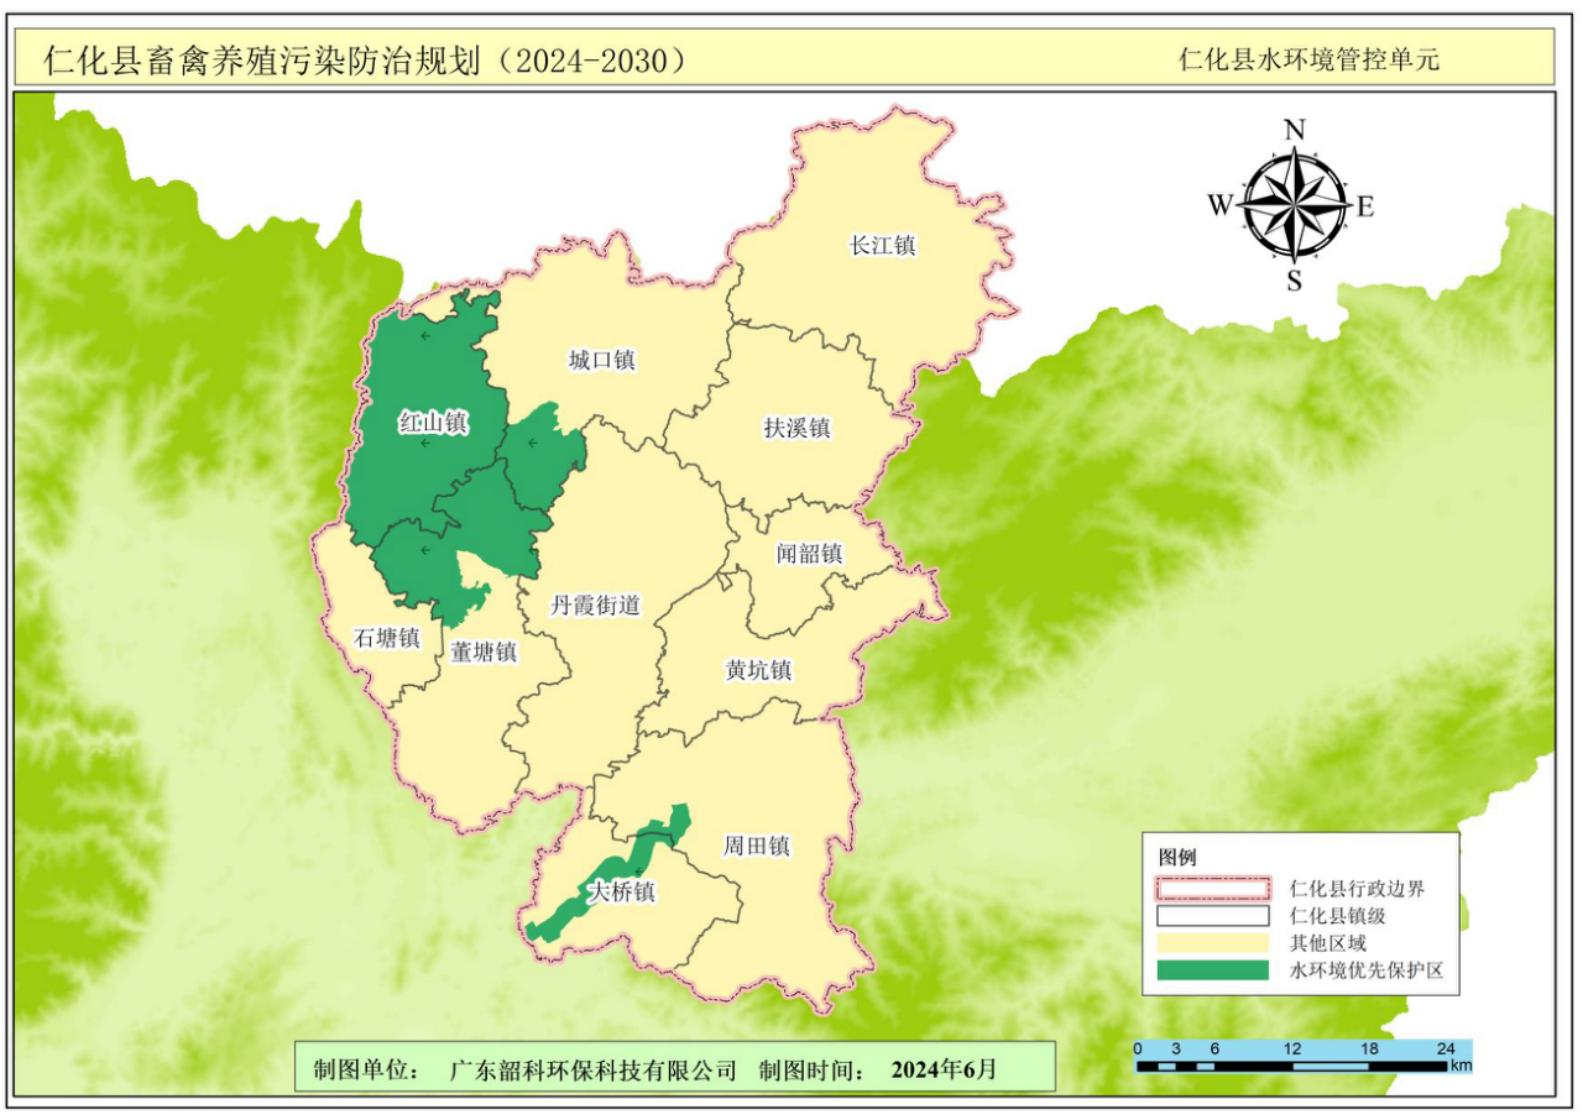 仁化县畜禽养殖污染防治规划（2024-2030）
仁化县水环境管控单元
N
W
E
S
长江镇
城口镇
红山镇
扶溪镇
闻韶镇
丹霞街道
石塘镇
董塘镇
黄坑镇
周田镇
大桥镇
图例
仁化县行政边界
仁化县镇级
其他区域
水环境优先保护区
0 3 6 12 18 24
km
制图单位： 广东韶科环保科技有限公司 制图时间： 2024年6月